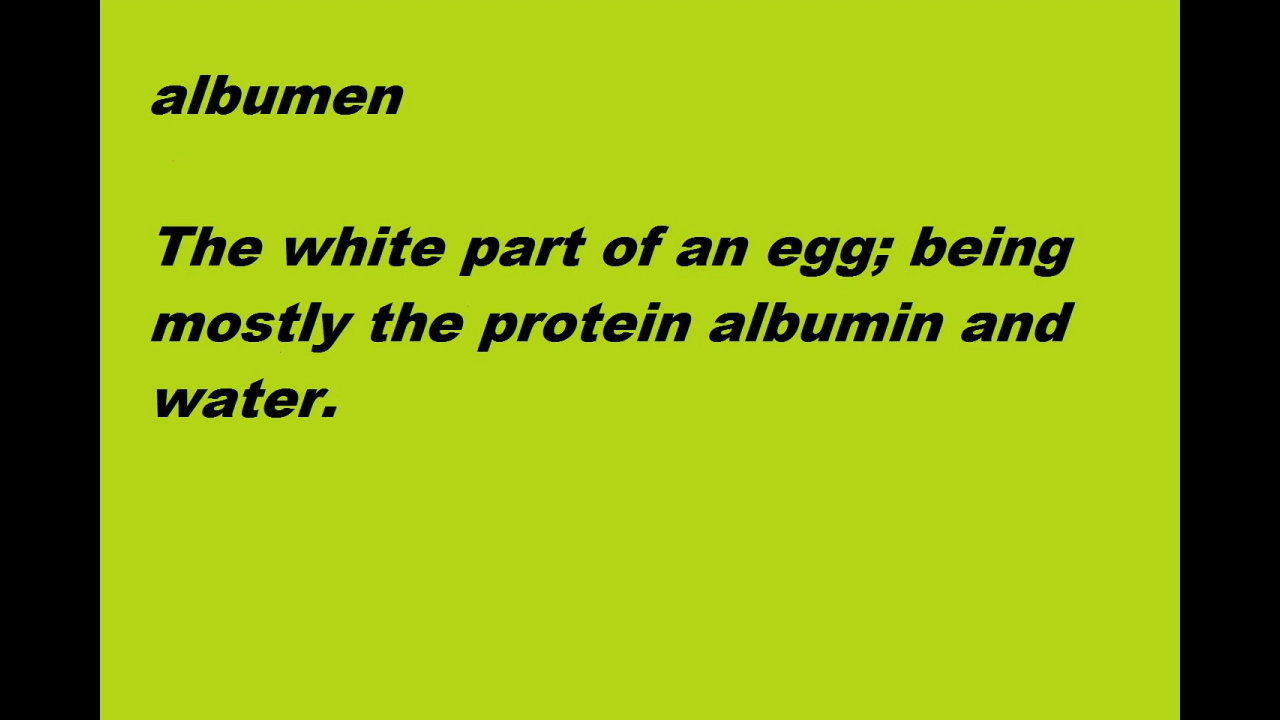 albumen
The white part of an egg; being
mostly the protein albumin and
water.